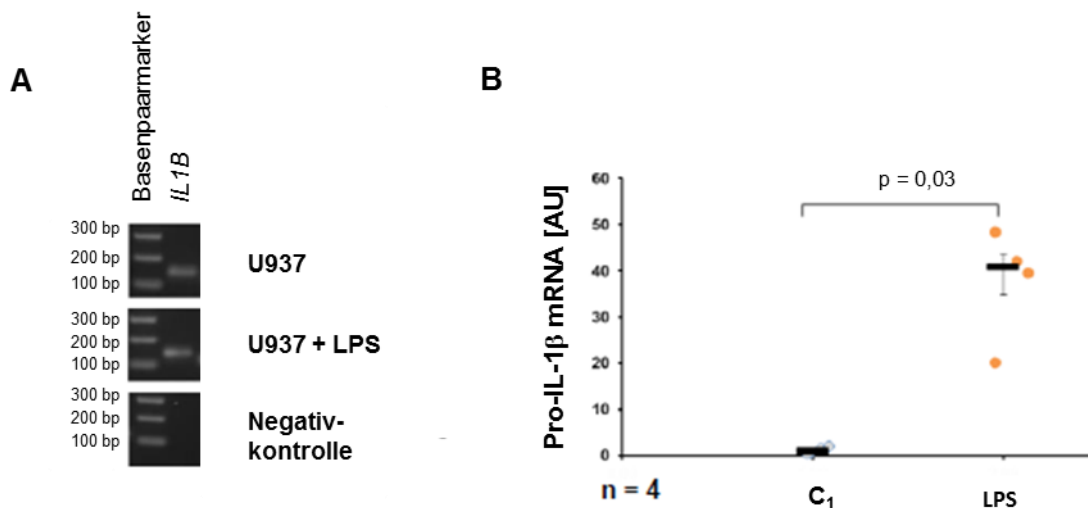 A
Basenpaarmarker
IL1B
300 bp
200 bp
100 bp
U937
300 bp
200 bp
100 bp
U937 + LPS
300 bp
200 bp
100 bp
Negativ-
kontrolle
B
Pro-IL-1β mRNA [AU]
60
50
40
30
20
10
0
p = 0,03
n = 4
C₁
LPS